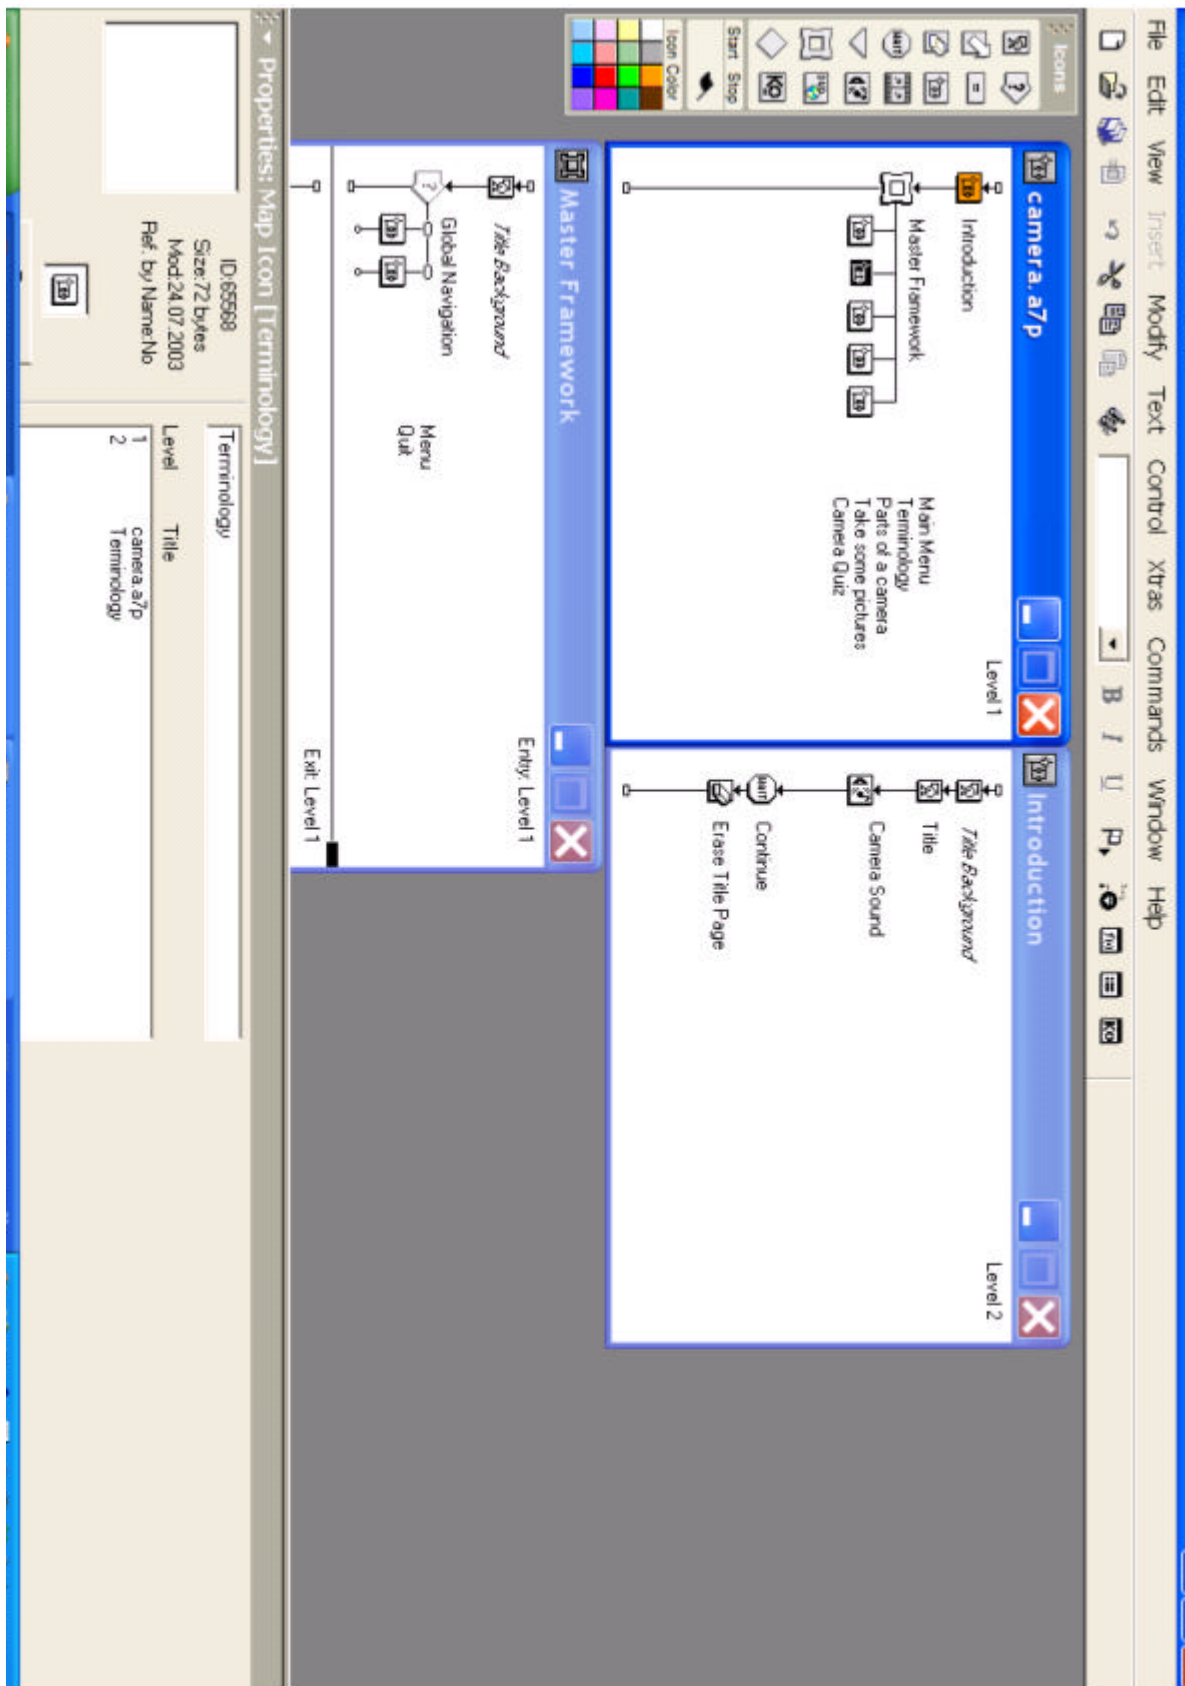 File Edit View Insert Modify Text Control Xtras Commands Window Help
B I U
Icons
WAIT
KO
Start Stop
Icon Color
camera.a7p
Level 1
Introduction
Master Framework
Main Menu
Terminology
Parts of a camera
Take some pictures
Camera Quiz
Introduction
Level 2
Title Background
Title
Camera Sound
WAIT
Continue
Erase Title Page
Master Framework
Entry: Level 1
Title Background
Global Navigation
Menu
Quit
Exit: Level 1
Properties: Map Icon [Terminology]
ID:65568
Size:72 bytes
Mod:24.07.2003
Ref. by Name:No
Terminology
Level Title
1 camera.a7p
2 Terminology